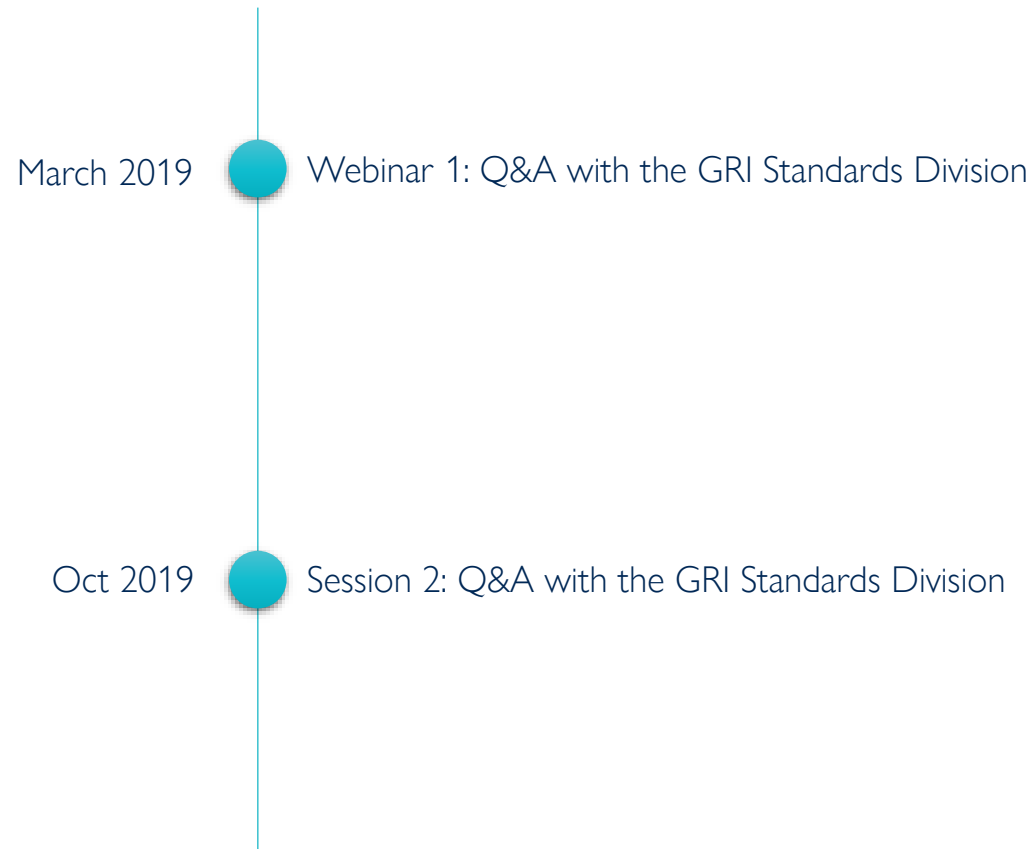 March 2019 Webinar 1: Q&A with the GRI Standards Division
Oct 2019 Session 2: Q&A with the GRI Standards Division